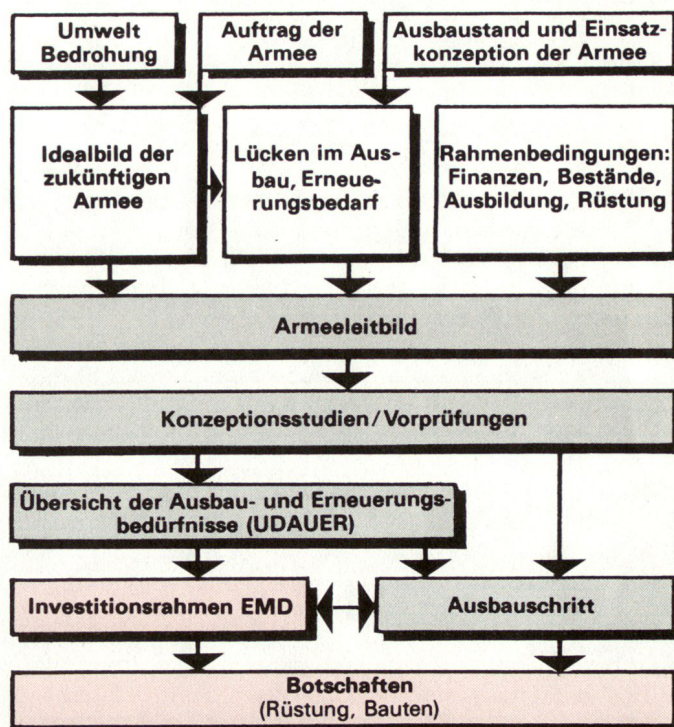 Umwelt
Bedrohung
Auftrag der
Armee
Ausbaustand und Einsatz-
konzeption der Armee
Idealbild der
zukünftigen
Armee
Lücken im Aus-
bau, Erneue-
rungsbedarf
Rahmenbedingungen:
Finanzen, Bestände,
Ausbildung, Rüstung
Armeeleitbild
Konzeptionsstudien/Vorprüfungen
Übersicht der Ausbau- und Erneuerungs-
bedürfnisse (UDAUER)
Investitionsrahmen EMD
Ausbauschritt
Botschaften
(Rüstung, Bauten)